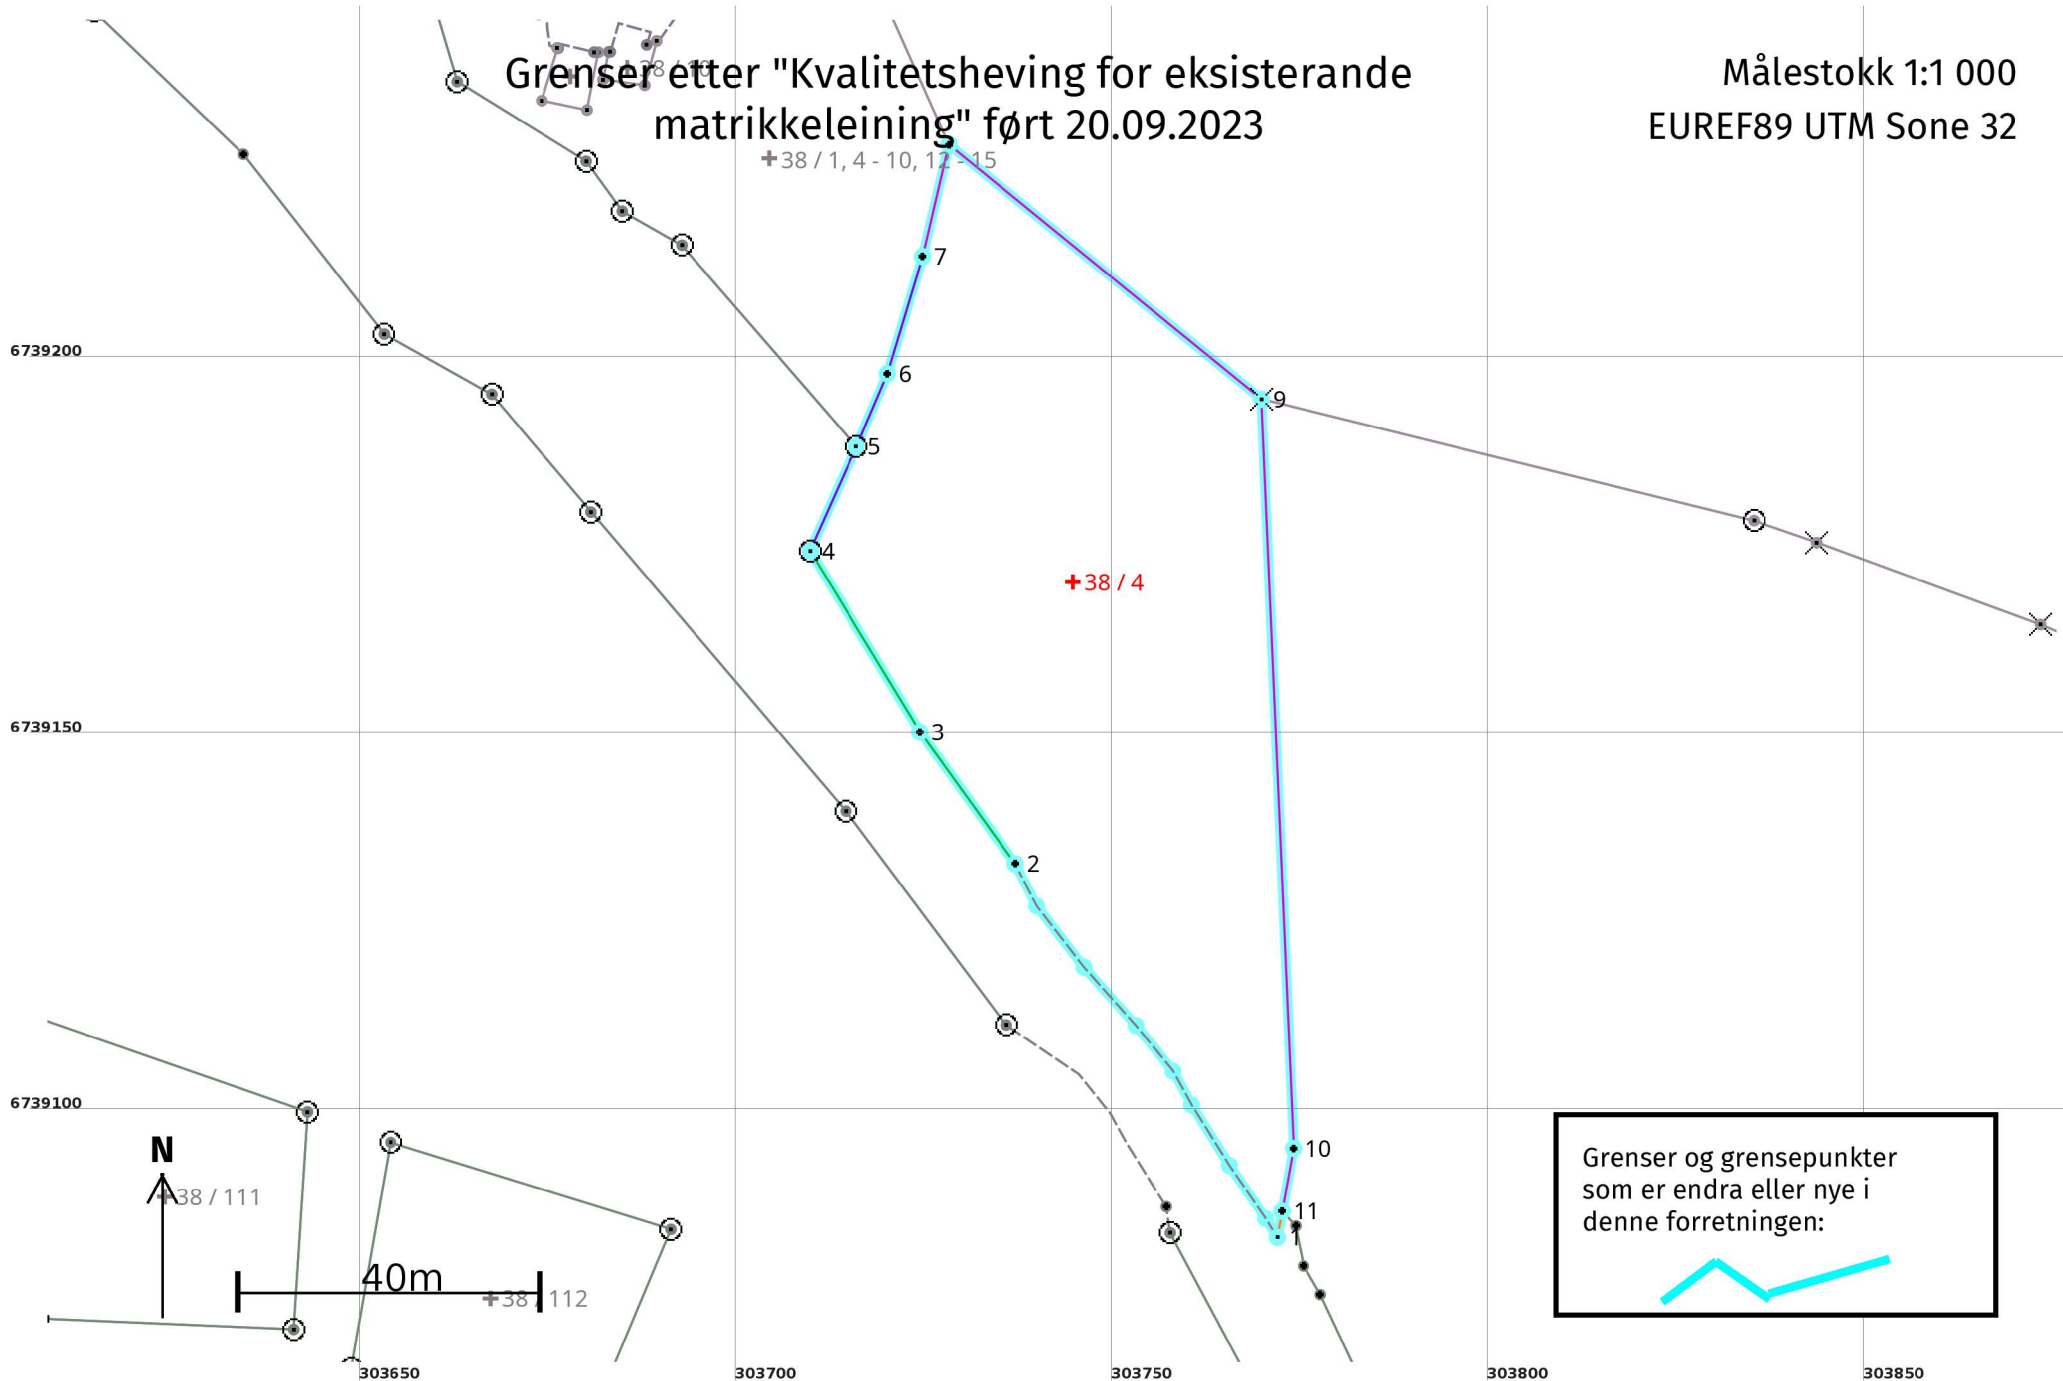 Grenser etter "Kvalitetsheving for eksisterande
matrikkeleining" ført 20.09.2023
Målestokk 1:1 000
EUREF89 UTM Sone 32
38 / 1, 4 - 10, 12 - 15
7
6739200
6
9
5
4
38 / 4
6739150
3
2
6739100
10
11
1
N
38 / 111
40m
38 / 112
Grenser og grensepunkter
som er endra eller nye i
denne forretningen:
303650
303700
303750
303800
303850